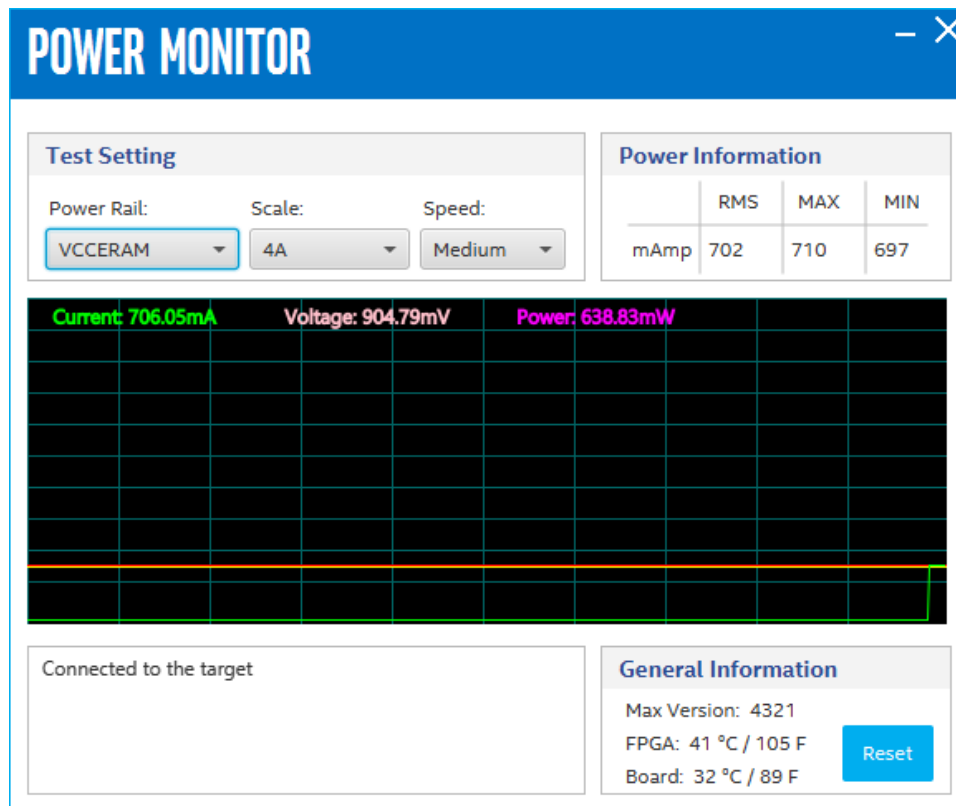 POWER MONITOR
Test Setting
Power Rail: Scale: Speed:
VCCERAM 4A Medium
Power Information
RMS MAX MIN
mAmp 702 710 697
Current: 706.05mA Voltage: 904.79mV Power: 638.83mW
Connected to the target
General Information
Max Version: 4321
FPGA: 41 ºC / 105 F
Board: 32 ºC / 89 F
Reset